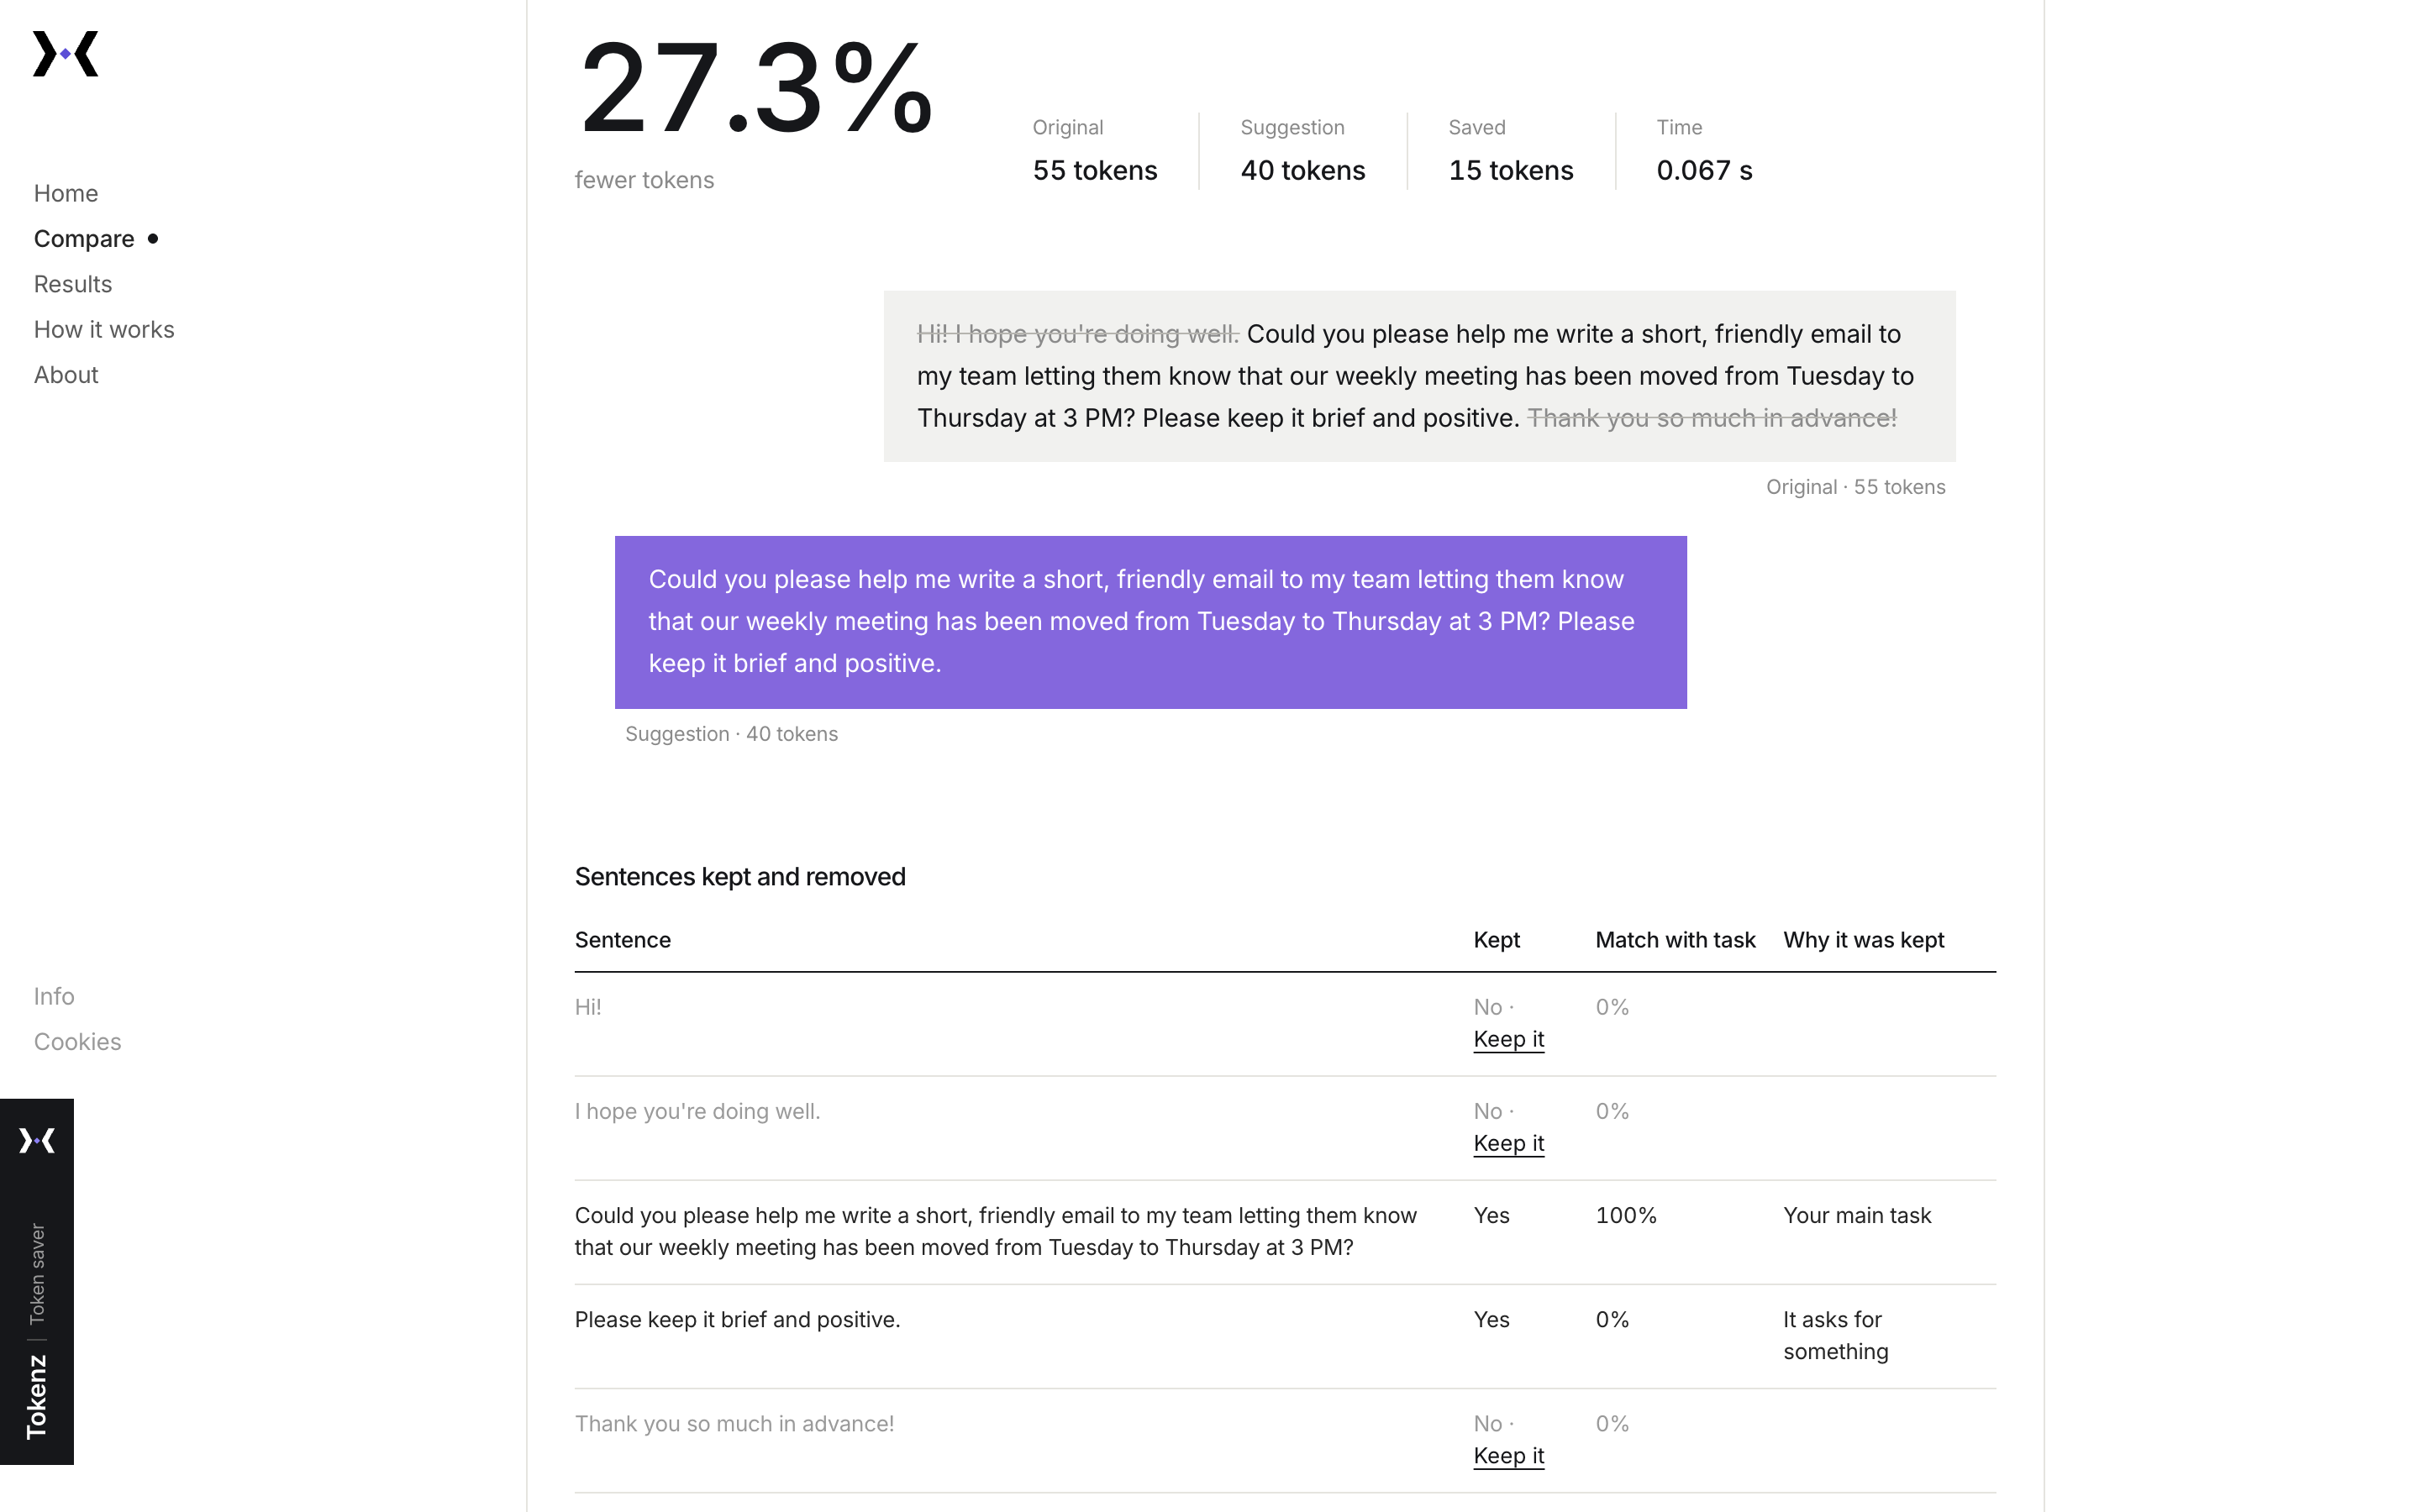 Home
Compare
Results
How it works
About
Info
Cookies
Tokenz | Token saver
27.3%
fewer tokens
Original
55 tokens
Suggestion
40 tokens
Saved
15 tokens
Time
0.067 s
Hi! I hope you're doing well. Could you please help me write a short, friendly email to
my team letting them know that our weekly meeting has been moved from Tuesday to
Thursday at 3 PM? Please keep it brief and positive. Thank you so much in advance!
Original · 55 tokens
Could you please help me write a short, friendly email to my team letting them know
that our weekly meeting has been moved from Tuesday to Thursday at 3 PM? Please
keep it brief and positive.
Suggestion · 40 tokens
Sentences kept and removed
Sentence Kept Match with task Why it was kept
Hi! No · 0%
Keep it
I hope you're doing well. No · 0%
Keep it
Could you please help me write a short, friendly email to my team letting them know Yes 100% Your main task
that our weekly meeting has been moved from Tuesday to Thursday at 3 PM?
Please keep it brief and positive. Yes 0% It asks for
something
Thank you so much in advance! No · 0%
Keep it